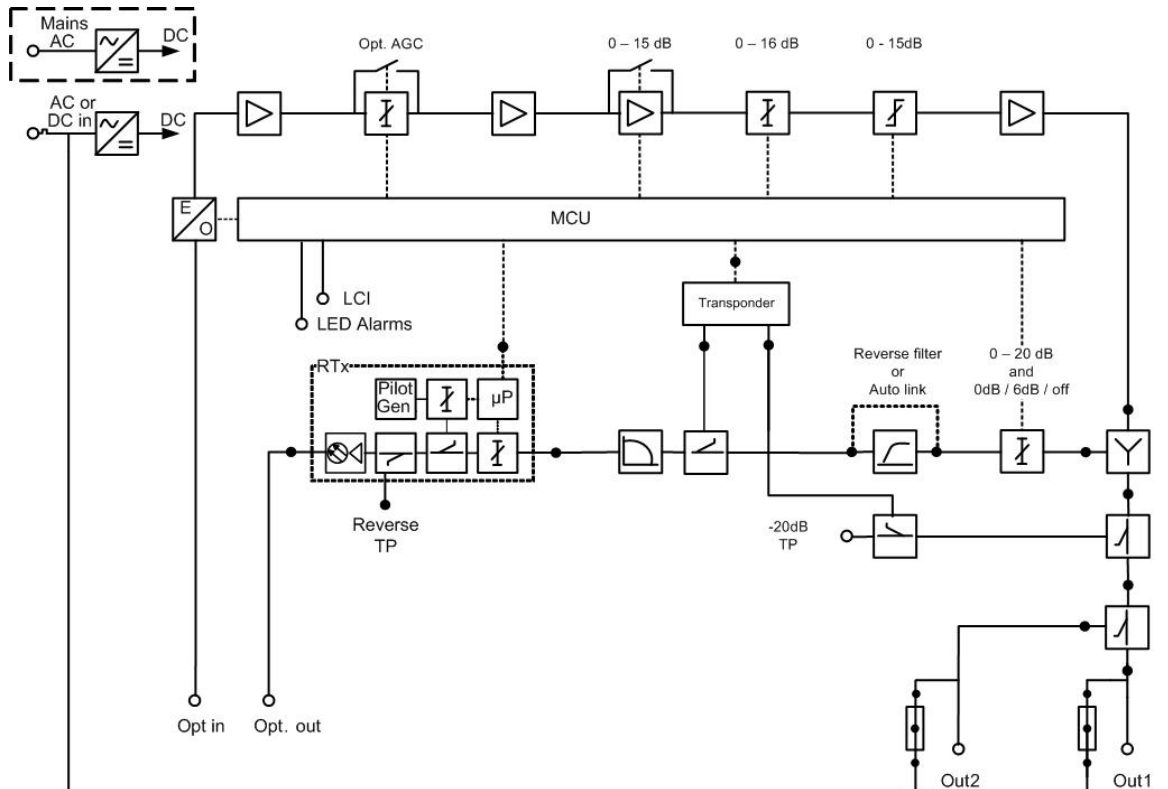 Mains
AC
DC
AC or
DC in
DC
Opt. AGC
0 – 15 dB
0 – 16 dB
0 - 15dB
E
O
MCU
LCI
LED Alarms
Transponder
RTx
Pilot
Gen
µP
Reverse
TP
Reverse filter
or
Auto link
0 – 20 dB
and
0dB / 6dB / off
-20dB
TP
Opt in
Opt. out
Out2
Out1